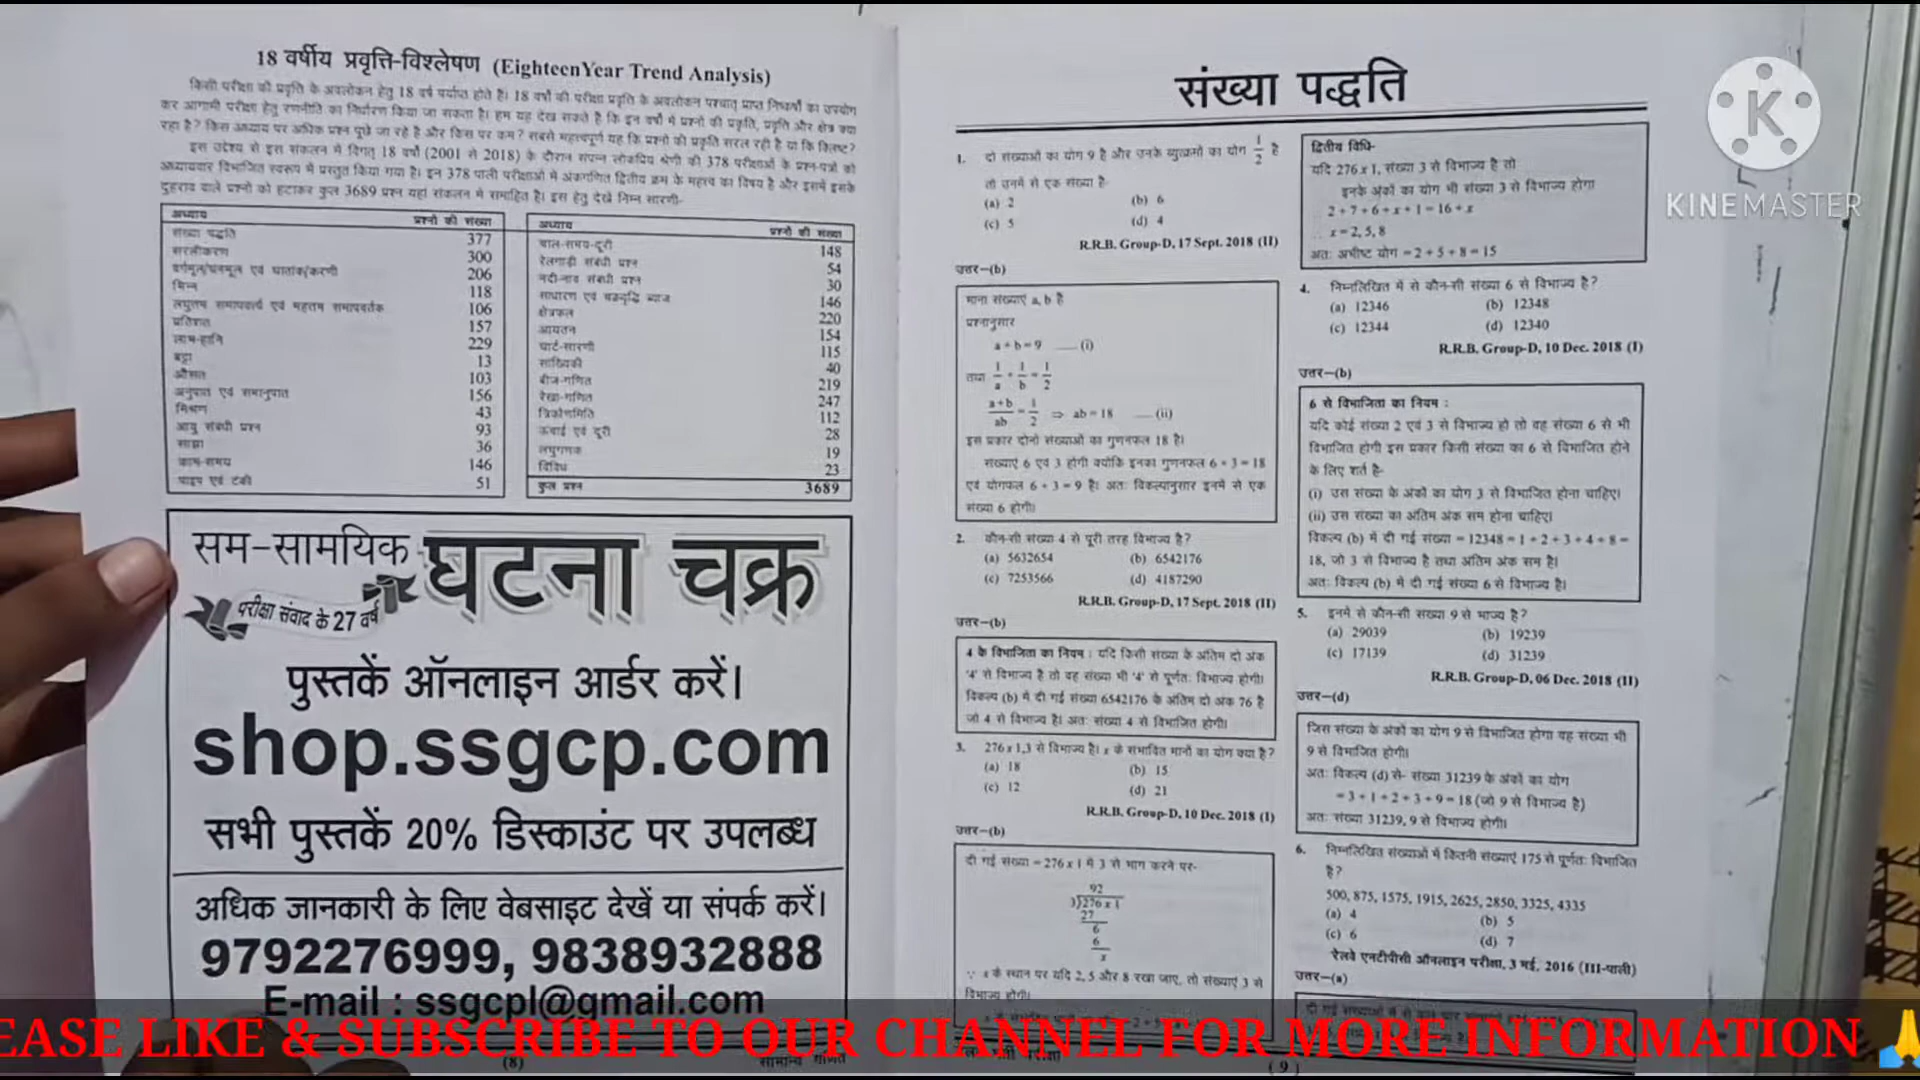 18 वर्षीय प्रवृत्ति-विश्लेषण (EighteenYear Trend Analysis)
किसी परीक्षा की प्रवृत्ति के अवलोकन हेतु 18 वर्ष पर्याप्त होते हैं। 18 वर्षों की परीक्षा प्रवृत्ति के अवलोकन पश्चात् प्राप्त निष्कर्षों का उपयोग
कर आगामी परीक्षा हेतु रणनीति का निर्धारण किया जा सकता है। हम यह देख सकते है कि इन वर्षों में प्रश्नों की प्रकृति, प्रवृत्ति और क्षेत्र क्या
रहा है? किस अध्याय पर अधिक प्रश्न पूछे जा रहे है और किस पर कम? सबसे महत्वपूर्ण यह कि प्रश्नों की प्रकृति सरल रही है या कि क्लिष्ट?
इस उद्देश्य से इस संकलन में विगत् 18 वर्षों (2001 से 2018) के दौरान संपन्न लोकप्रिय श्रेणी की 378 परीक्षाओं के प्रश्न-पत्रों को
अध्यायवार विभाजित स्वरूप में प्रस्तुत किया गया है। इन 378 पाली परीक्षाओं में अंकगणित द्वितीय क्रम के महत्व का विषय है और इसमें इसके
दुहराव वाले प्रश्नों को हटाकर कुल 3689 प्रश्न यहां संकलन में समाहित है। इस हेतु देखें निम्न सारणी-
अध्याय प्रश्नों की संख्या
संख्या पद्धति 377
सरलीकरण 300
वर्गमूल/घनमूल एवं घातांक/करणी 206
भिन्न 118
लघुत्तम समापवर्त्य एवं महत्तम समापवर्तक 106
प्रतिशत 157
लाभ-हानि 229
बट्टा 13
औसत 103
अनुपात एवं समानुपात 156
मिश्रण 43
आयु संबंधी प्रश्न 93
साझा 36
काम-समय 146
पाइप एवं टंकी 51
अध्याय प्रश्नों की संख्या
चाल-समय-दूरी 148
रेलगाड़ी संबंधी प्रश्न 54
नदी-नाव संबंधी प्रश्न 30
साधारण एवं चक्रवृद्धि ब्याज 146
क्षेत्रफल 220
आयतन 154
चार्ट-सारणी 115
सांख्यिकी 40
बीज-गणित 219
रेखा-गणित 247
त्रिकोणमिति 112
ऊंचाई एवं दूरी 28
लघुगणक 19
विविध 23
कुल प्रश्न 3689
सम-सामयिक घटना चक्र
परीक्षा संवाद के 27 वर्ष
पुस्तकें ऑनलाइन आर्डर करें।
shop.ssgcp.com
सभी पुस्तकें 20% डिस्काउंट पर उपलब्ध
अधिक जानकारी के लिए वेबसाइट देखें या संपर्क करें।
9792276999, 9838932888
E-mail : ssgcpl@gmail.com
(8) सामान्य गणित
संख्या पद्धति
1. दो संख्याओं का योग 9 है और उनके व्युत्क्रमों का योग 1/2 है
तो उनमें से एक संख्या है-
(a) 2 (b) 6
(c) 5 (d) 4
R.R.B. Group-D, 17 Sept. 2018 (II)
उत्तर—(b)
माना संख्याएं a, b है
प्रश्नानुसार
a + b = 9 ......(i)
तथा 1/a + 1/b = 1/2
a+b/ab = 1/2 ⇒ ab = 18 ......(ii)
इस प्रकार दोनों संख्याओं का गुणनफल 18 है।
संख्याएं 6 एवं 3 होगी क्योंकि इनका गुणनफल 6 × 3 = 18
एवं योगफल 6 + 3 = 9 है। अतः विकल्पानुसार इनमें से एक
संख्या 6 होगी।
2. कौन-सी संख्या 4 से पूरी तरह विभाज्य है?
(a) 5632654 (b) 6542176
(c) 7253566 (d) 4187290
R.R.B. Group-D, 17 Sept. 2018 (II)
उत्तर—(b)
4 के विभाजिता का नियम : यदि किसी संख्या के अंतिम दो अंक
'4' से विभाज्य है तो वह संख्या भी '4' से पूर्णतः विभाज्य होगी।
विकल्प (b) में दी गई संख्या 6542176 के अंतिम दो अंक 76 है
जो 4 से विभाज्य है। अतः संख्या 4 से विभाजित होगी।
3. 276 x 1, 3 से विभाज्य है। x के संभावित मानों का योग क्या है?
(a) 18 (b) 15
(c) 12 (d) 21
R.R.B. Group-D, 10 Dec. 2018 (I)
उत्तर—(b)
दी गई संख्या = 276 x 1 में 3 से भाग करने पर-
92
3)276 x 1
27
6
6
x
∵ x के स्थान पर यदि 2, 5 और 8 रखा जाए, तो संख्याएं 3 से
विभाज्य होंगी।
द्वितीय विधि-
यदि 276 x 1, संख्या 3 से विभाज्य है तो
इनके अंकों का योग भी संख्या 3 से विभाज्य होगा
2 + 7 + 6 + x + 1 = 16 + x
∴ x = 2, 5, 8
अतः अभीष्ट योग = 2 + 5 + 8 = 15
4. निम्नलिखित में से कौन-सी संख्या 6 से विभाज्य है?
(a) 12346 (b) 12348
(c) 12344 (d) 12340
R.R.B. Group-D, 10 Dec. 2018 (I)
उत्तर—(b)
6 से विभाजिता का नियम :
यदि कोई संख्या 2 एवं 3 से विभाज्य हो तो वह संख्या 6 से भी
विभाजित होगी इस प्रकार किसी संख्या का 6 से विभाजित होने
के लिए शर्त है-
(i) उस संख्या के अंकों का योग 3 से विभाजित होना चाहिए।
(ii) उस संख्या का अंतिम अंक सम होना चाहिए।
विकल्प (b) में दी गई संख्या = 12348 = 1 + 2 + 3 + 4 + 8 =
18, जो 3 से विभाज्य है तथा अंतिम अंक सम है।
अतः विकल्प (b) में दी गई संख्या 6 से विभाज्य है।
5. इनमें से कौन-सी संख्या 9 से भाज्य है?
(a) 29039 (b) 19239
(c) 17139 (d) 31239
R.R.B. Group-D, 06 Dec. 2018 (II)
उत्तर—(d)
जिस संख्या के अंकों का योग 9 से विभाजित होगा वह संख्या भी
9 से विभाजित होगी।
अतः विकल्प (d) से- संख्या 31239 के अंकों का योग
= 3 + 1 + 2 + 3 + 9 = 18 (जो 9 से विभाज्य है)
अतः संख्या 31239, 9 से विभाज्य होगी।
6. निम्नलिखित संख्याओं में कितनी संख्याएं 175 से पूर्णतः विभाजित
है?
500, 875, 1575, 1915, 2625, 2850, 3325, 4335
(a) 4 (b) 5
(c) 6 (d) 7
रेलवे एनटीपीसी ऑनलाइन परीक्षा, 3 मई, 2016 (III-पाली)
उत्तर—(a)
(9)
KINEMASTER
EASE LIKE & SUBSCRIBE TO OUR CHANNEL FOR MORE INFORMATION 🙏